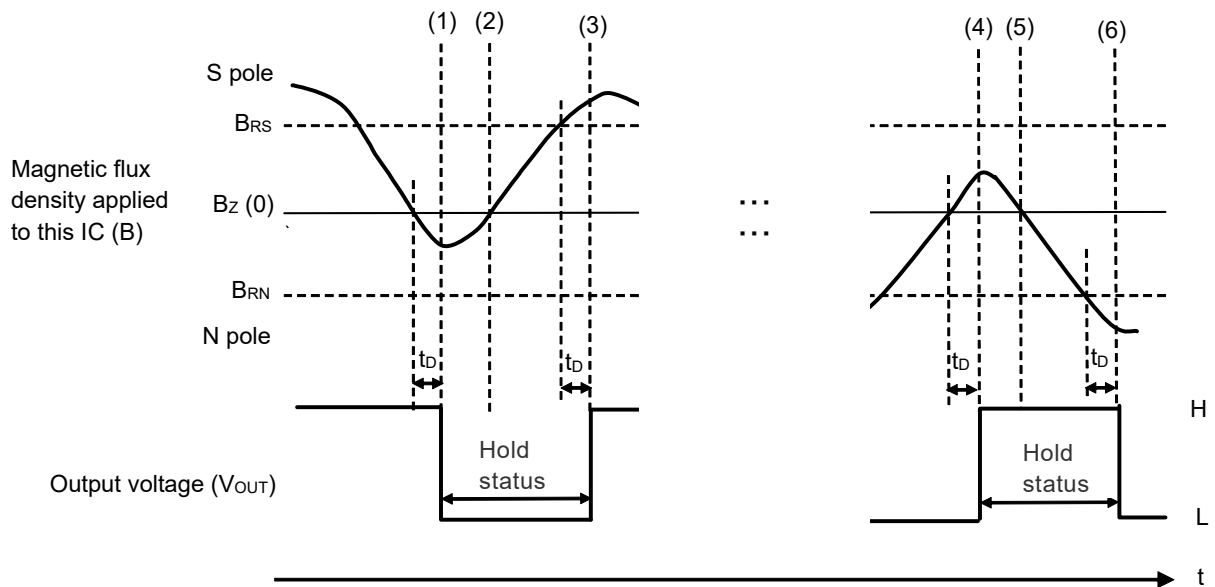 (1)
(2)
(3)
(4)
(5)
(6)
S pole
BRS
Magnetic flux
density applied
to this IC (B)
BZ (0)
...
...
BRN
N pole
tD
tD
tD
tD
H
Hold
status
Hold
status
Output voltage (VOUT)
L
t